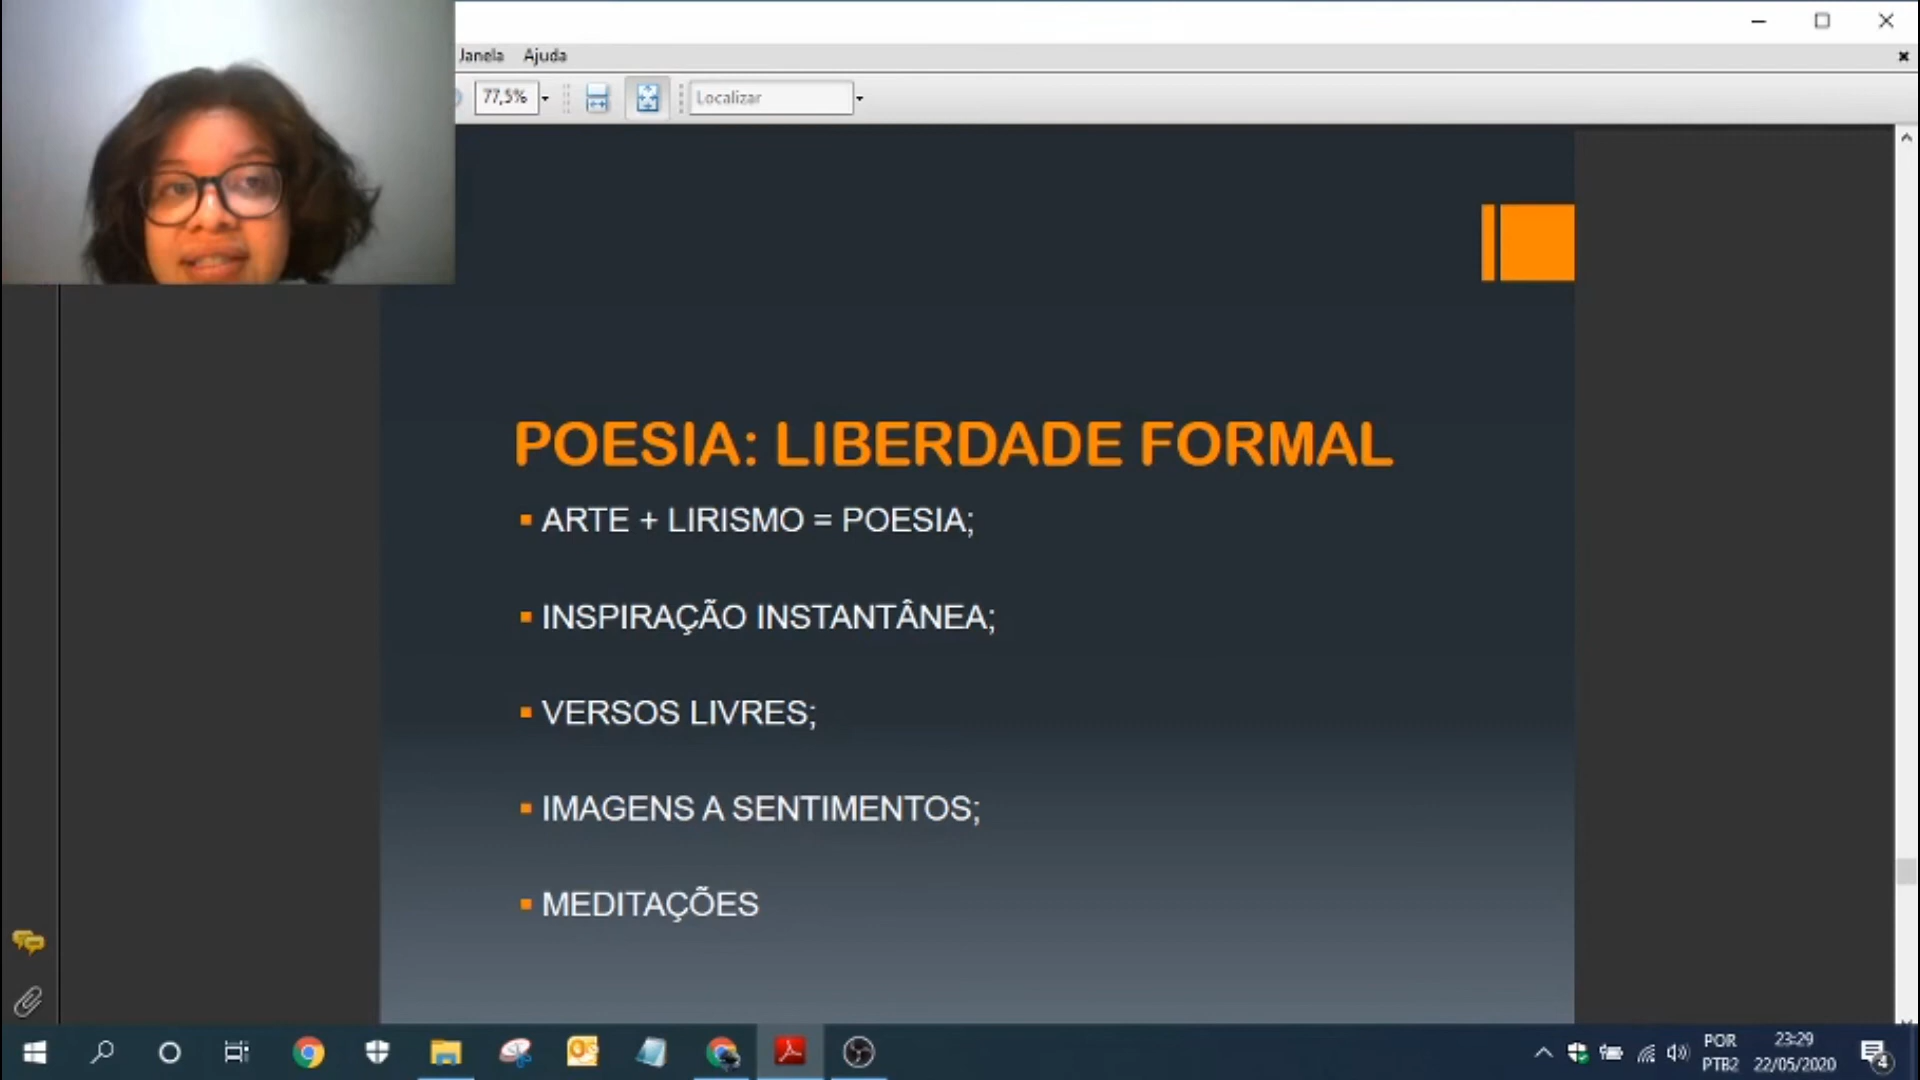 Janela Ajuda
77,5%
Localizar
POESIA: LIBERDADE FORMAL
ARTE + LIRISMO = POESIA;
INSPIRAÇÃO INSTANTÂNEA;
VERSOS LIVRES;
IMAGENS A SENTIMENTOS;
MEDITAÇÕES
POR
PTB2
23:29
22/05/2020
4